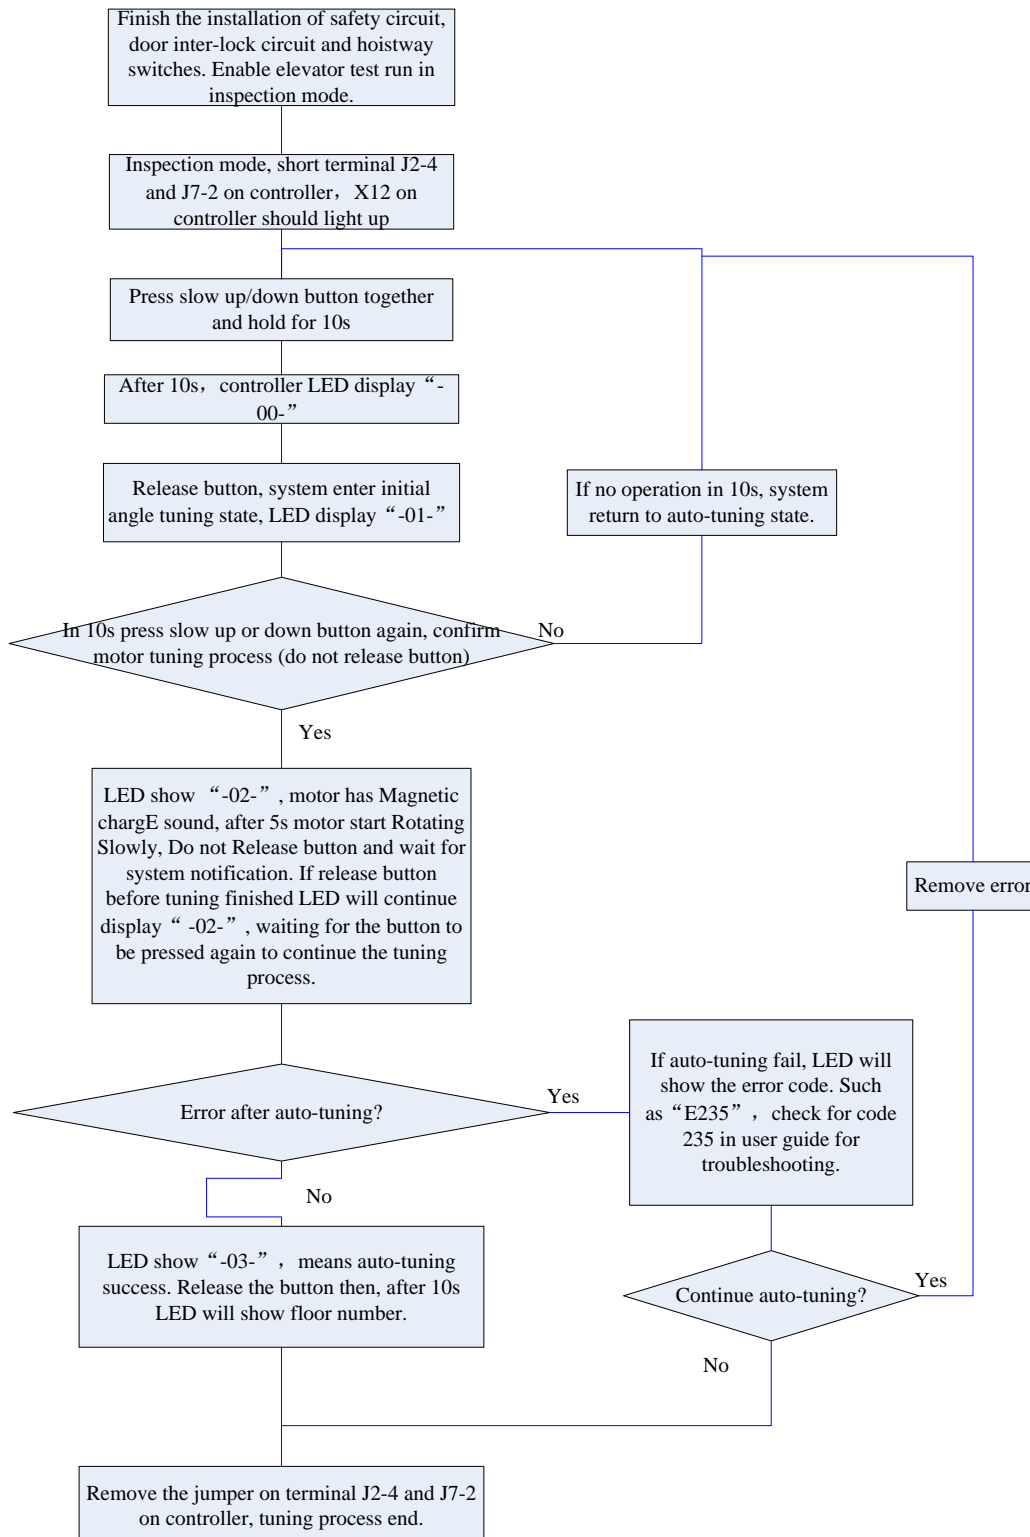 Finish the installation of safety circuit,
door inter-lock circuit and hoistway
switches. Enable elevator test run in
inspection mode.
Inspection mode, short terminal J2-4
and J7-2 on controller，X12 on
controller should light up
Press slow up/down button together
and hold for 10s
After 10s，controller LED display “-
00-”
Release button, system enter initial
angle tuning state, LED display “-01-”
If no operation in 10s, system
return to auto-tuning state.
In 10s press slow up or down button again, confirm
motor tuning process (do not release button)
No
Yes
LED show “-02-”, motor has Magnetic
chargE sound, after 5s motor start Rotating
Slowly, Do not Release button and wait for
system notification. If release button
before tuning finished LED will continue
display “ -02-”, waiting for the button to
be pressed again to continue the tuning
process.
Remove error
Error after auto-tuning?
Yes
No
If auto-tuning fail, LED will
show the error code. Such
as “E235”，check for code
235 in user guide for
troubleshooting.
LED show “-03-”，means auto-tuning
success. Release the button then, after 10s
LED will show floor number.
Continue auto-tuning?
Yes
No
Remove the jumper on terminal J2-4 and J7-2
on controller, tuning process end.